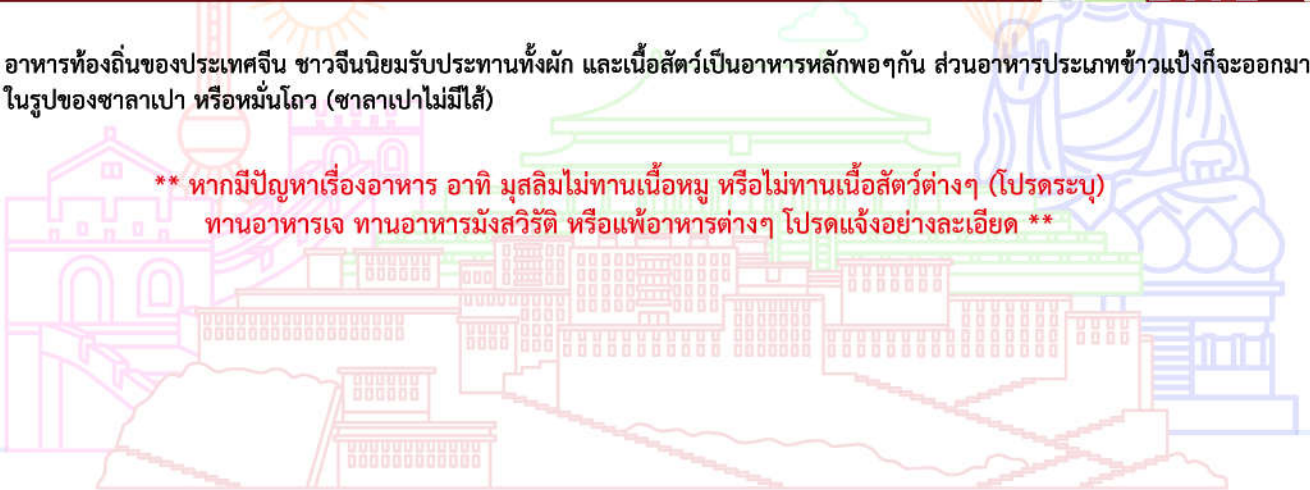 อาหารท้องถิ่นของประเทศจีน ชาวจีนนิยมรับประทานทั้งผัก และเนื้อสัตว์เป็นอาหารหลักพอๆกัน ส่วนอาหารประเภทข้าวแป้งก็จะออกมา
ในรูปของซาลาเปา หรือหมั่นโถว (ซาลาเปาไม่มีไส้)
** หากมีปัญหาเรื่องอาหาร อาทิ มุสลิมไม่ทานเนื้อหมู หรือไม่ทานเนื้อสัตว์ต่างๆ (โปรดระบุ)
ทานอาหารเจ ทานอาหารมังสวิรัติ หรือแพ้อาหารต่างๆ โปรดแจ้งอย่างละเอียด **